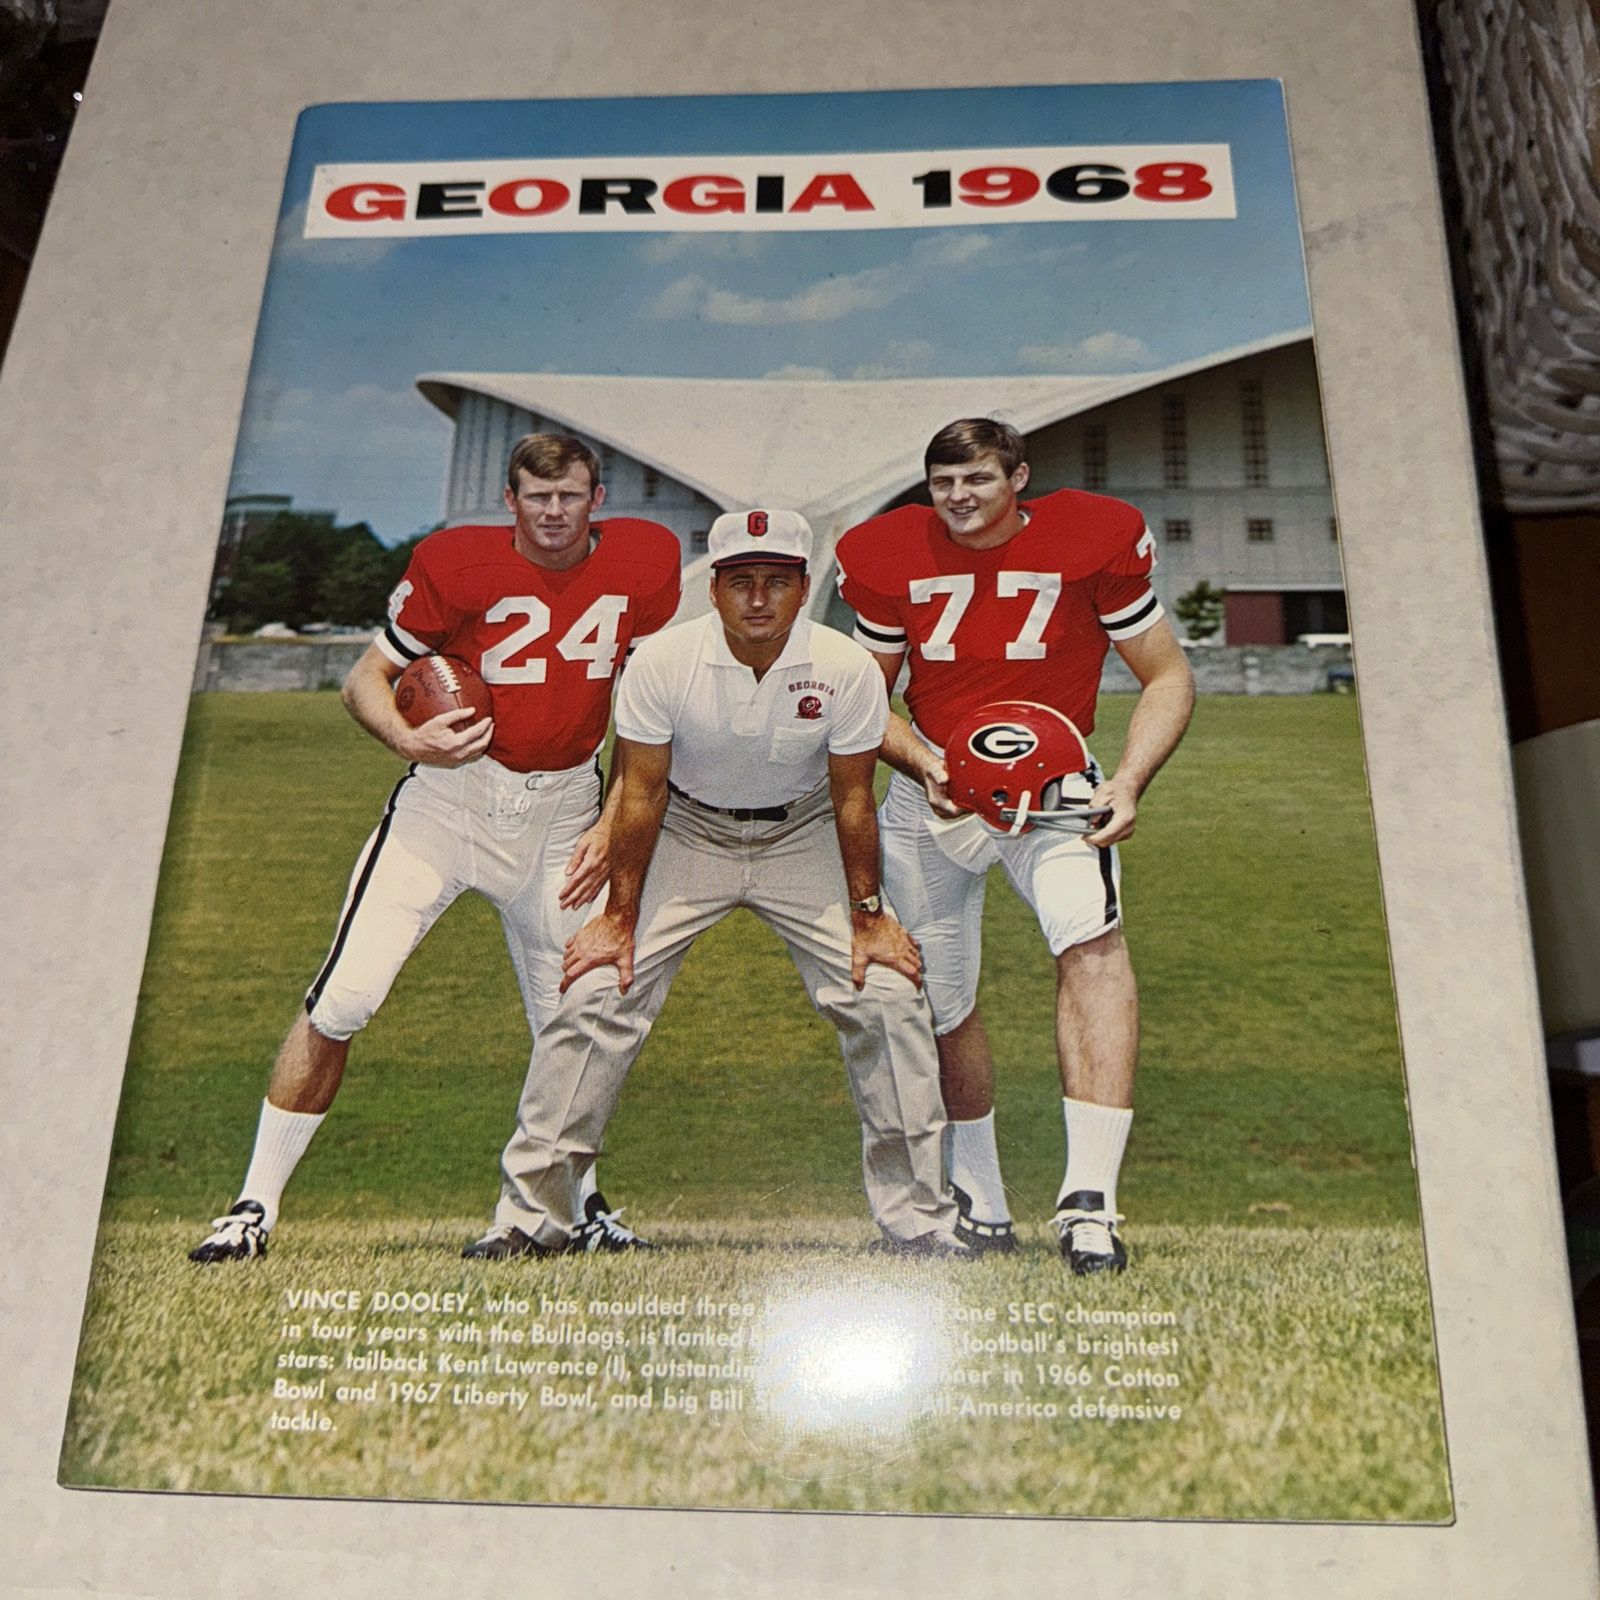 GEORGIA 1968
24
4
G
GEORGIA
77
7
G
VINCE DOOLEY, who has moulded three one SEC champion
in four years with the Bulldogs, is flanked football's brightest
stars: tailback Kent Lawrence (l), in 1966 Cotton
Bowl and 1967 Liberty Bowl, and big Bill All-America defensive
tackle.